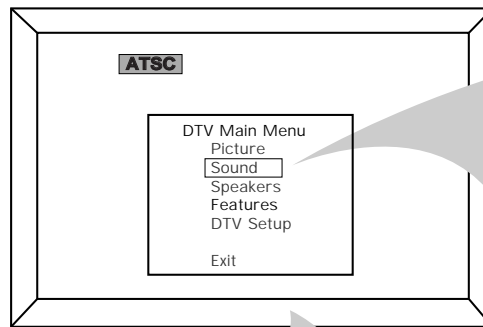 ATSC
DTV Main Menu
Picture
Sound
Speakers
Features
DTV Setup
Exit